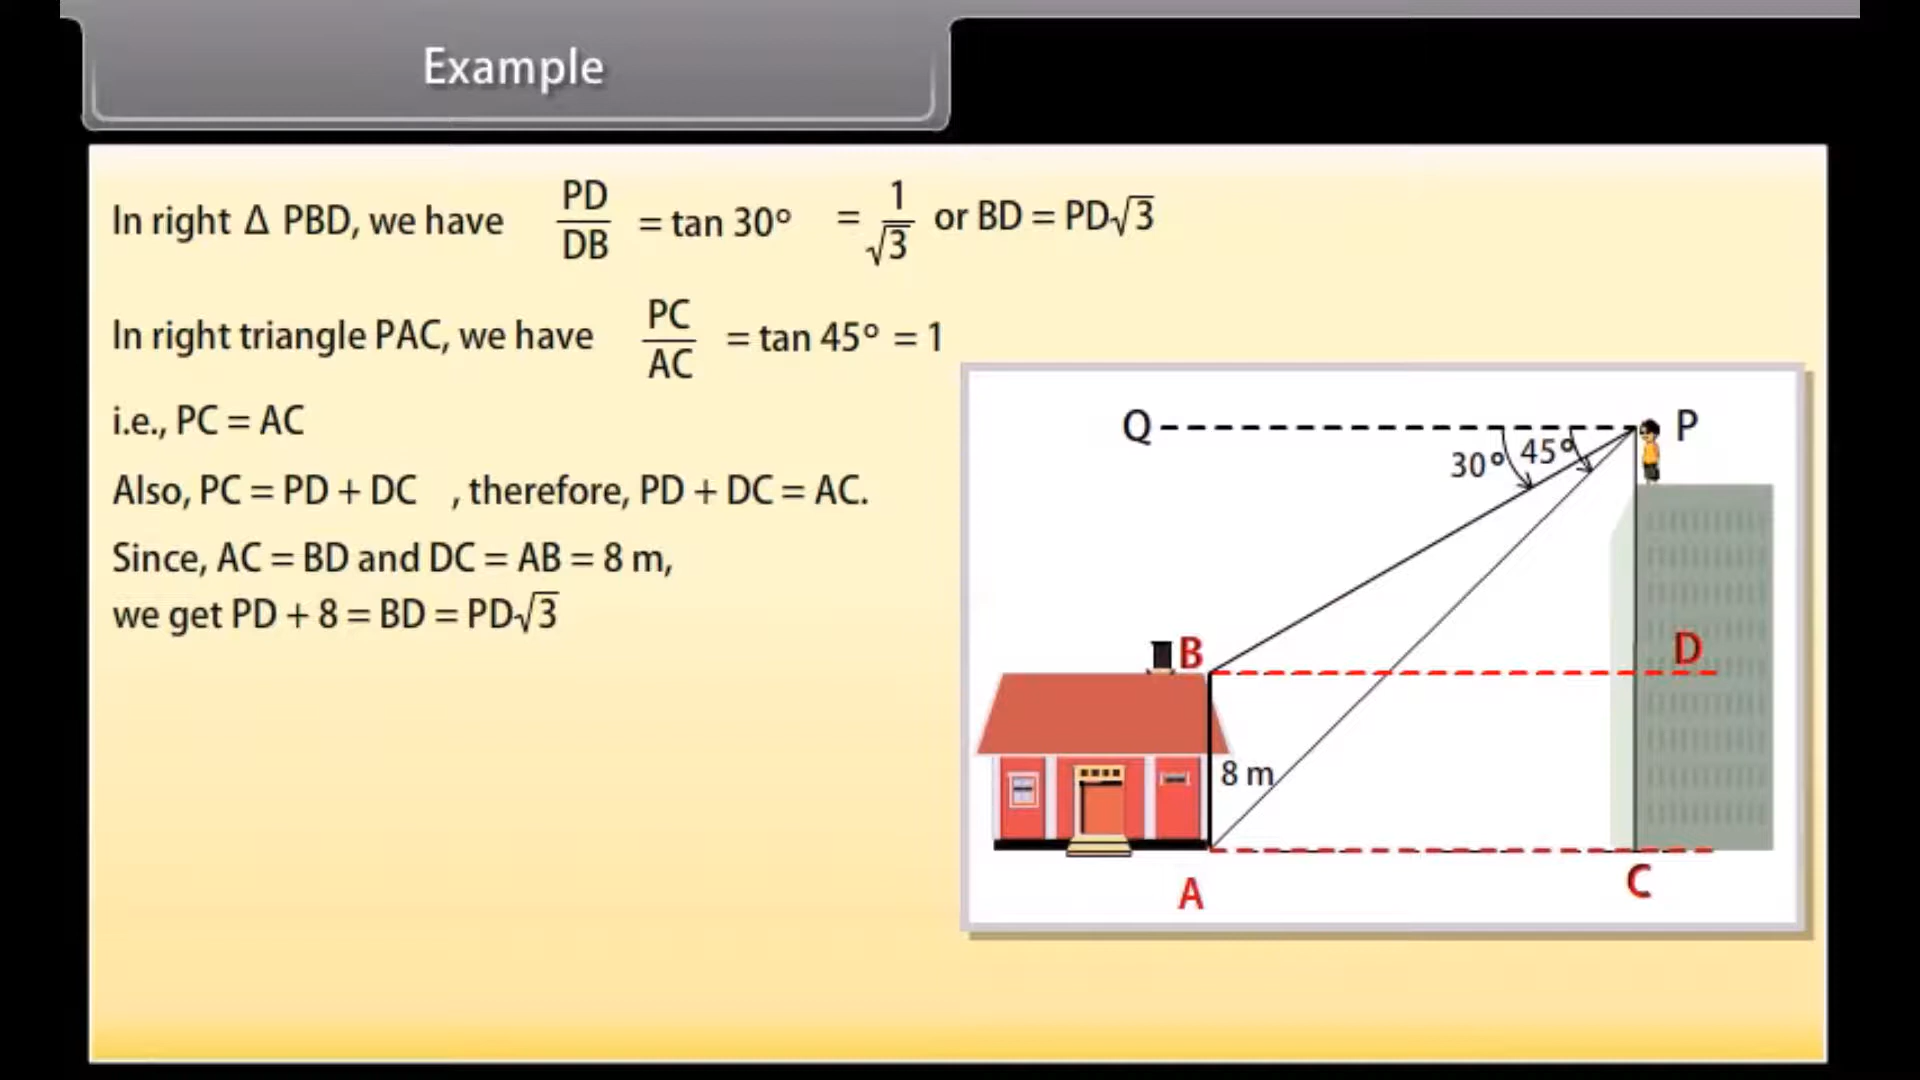 Example
In right Δ PBD, we have PD/DB = tan 30° = 1/√3 or BD = PD√3
In right triangle PAC, we have PC/AC = tan 45° = 1
i.e., PC = AC
Also, PC = PD + DC , therefore, PD + DC = AC.
Since, AC = BD and DC = AB = 8 m,
we get PD + 8 = BD = PD√3
Q
P
30°
45°
B
D
8 m
A
C